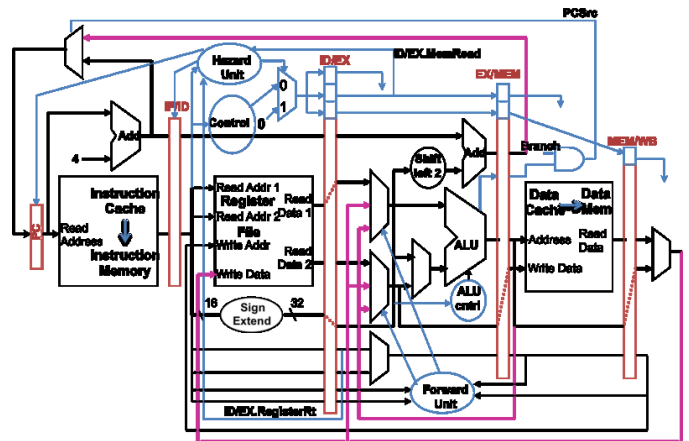 PCSrc
Hazard
Unit
ID/EX
ID/EX.MemRead
EX/MEM
0
1
IF/ID
Control
0
Add
4
Shift
left 2
Add
Branch
MEM/WB
PC
Read
Address
Instruction
Cache
Instruction
Memory
Read Addr 1
Register
Read Addr 2
File
Write Addr
Write Data
Read
Data 1
Read
Data 2
ALU
ALU
cntrl
Data
Cache
Data
Mem
Address
Read
Data
Write Data
16
Sign
Extend
32
Forward
Unit
ID/EX.RegisterRt